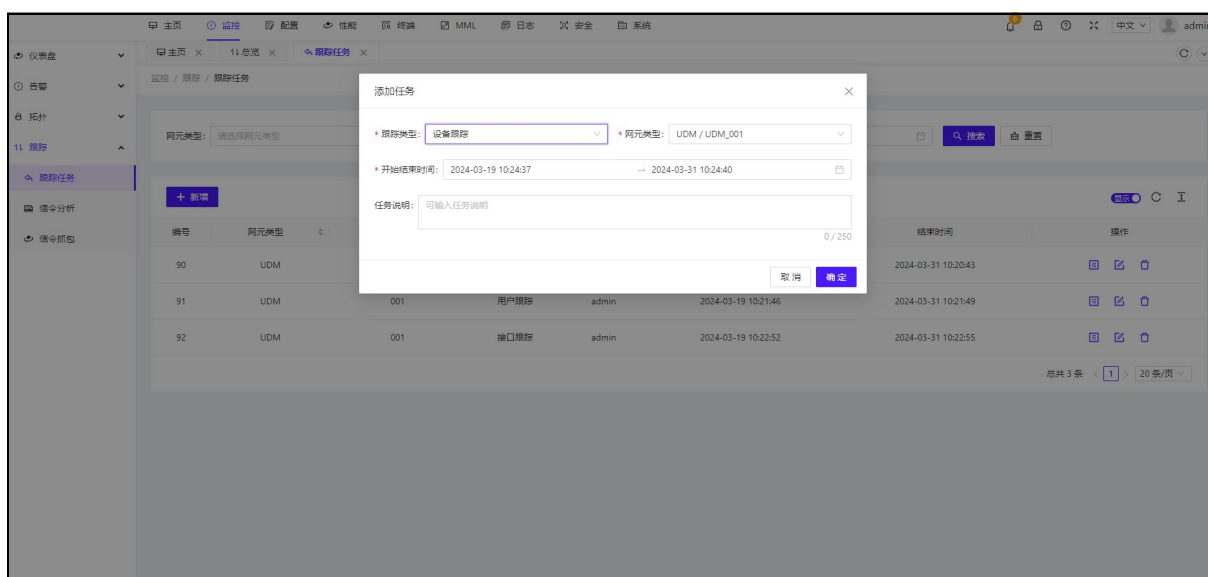 主页 监控 配置 性能 终端 MML 日志 安全 系统 中文 admin
仪表盘 主页 总览 跟踪任务
监控 / 跟踪 / 跟踪任务
告警
拓扑
跟踪
跟踪任务
信令分析
信令抓包
网元类型: 请选择网元类型 搜索 重置
添加任务
* 跟踪类型: 设备跟踪 * 网元类型: UDM / UDM_001
* 开始结束时间: 2024-03-19 10:24:37 → 2024-03-31 10:24:40
任务说明: 可输入任务说明
0 / 250
取消 确定
+ 新增 显示
编号 网元类型 结束时间 操作
90 UDM 2024-03-31 10:20:43
91 UDM 001 用户跟踪 admin 2024-03-19 10:21:46 2024-03-31 10:21:49
92 UDM 001 接口跟踪 admin 2024-03-19 10:22:52 2024-03-31 10:22:55
总共 3 条 < 1 > 20 条/页